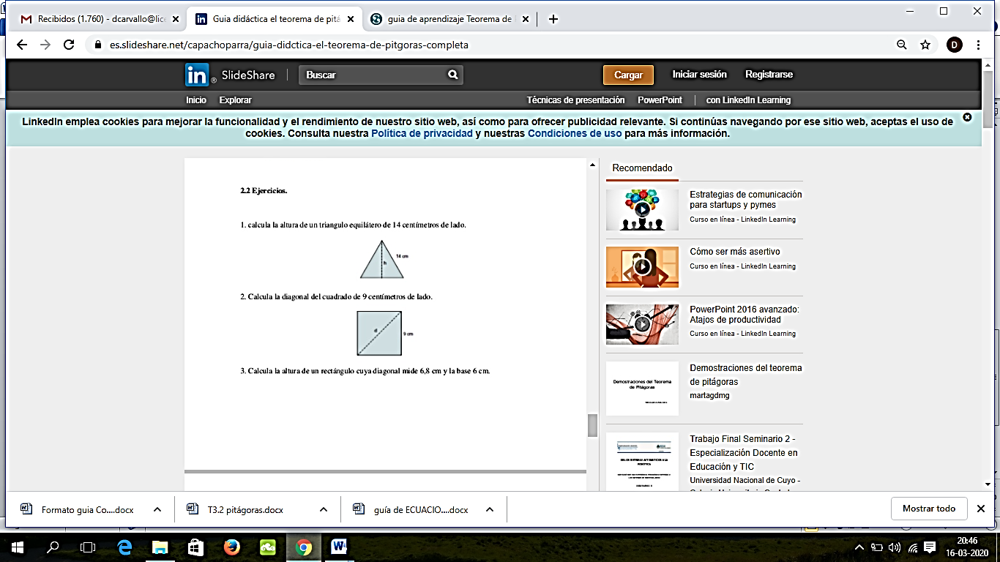 Recibidos (1.760) - dcarvallo@lice
Guia didáctica el teorema de pitá
guia de aprendizaje Teorema de
es.slideshare.net/capachoparra/guia-didctica-el-teorema-de-pitgoras-completa
D
in SlideShare
Buscar
Cargar
Iniciar sesión
Registrarse
Inicio
Explorar
Técnicas de presentación
PowerPoint
con LinkedIn Learning
LinkedIn emplea cookies para mejorar la funcionalidad y el rendimiento de nuestro sitio web, así como para ofrecer publicidad relevante. Si continúas navegando por ese sitio web, aceptas el uso de
cookies. Consulta nuestra Política de privacidad y nuestras Condiciones de uso para más información.
2.2 Ejercicios.
1. calcula la altura de un triangulo equilátero de 14 centímetros de lado.
14 cm
h
2. Calcula la diagonal del cuadrado de 9 centímetros de lado.
d
9 cm
3. Calcula la altura de un rectángulo cuya diagonal mide 6,8 cm y la base 6 cm.
Recomendado
Estrategias de comunicación
para startups y pymes
Curso en línea - LinkedIn Learning
Cómo ser más asertivo
Curso en línea - LinkedIn Learning
PowerPoint 2016 avanzado:
Atajos de productividad
Curso en línea - LinkedIn Learning
Demostraciones del Teorema
de Pitágoras
Demostraciones del teorema
de pitágoras
martagdmg
Trabajo Final Seminario 2 -
Especialización Docente en
Educación y TIC
Universidad Nacional de Cuyo -
Formato guia Co....docx
T3.2 pitágoras.docx
guía de ECUACIO....docx
Mostrar todo
20:46
16-03-2020